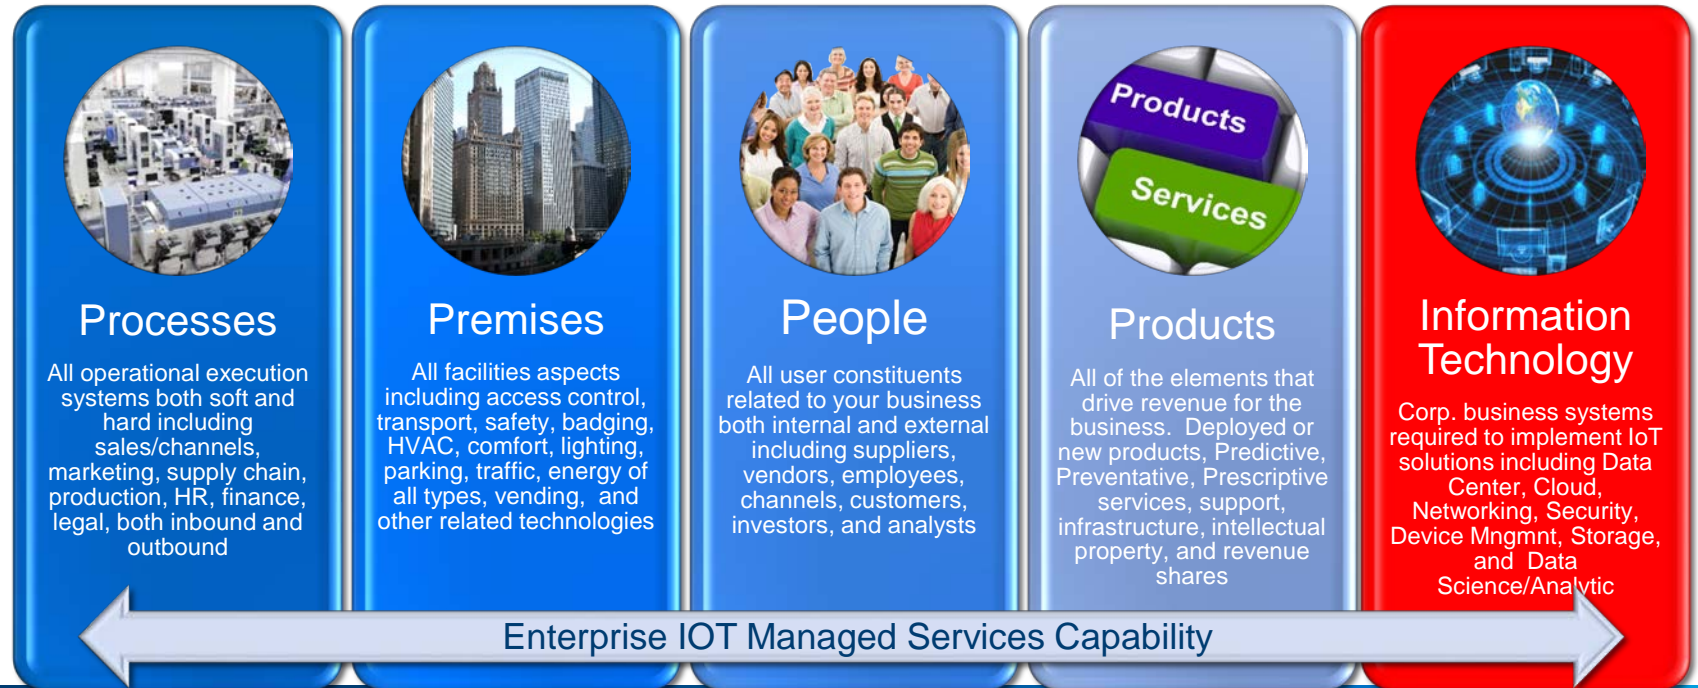 Processes
All operational execution
systems both soft and
hard including
sales/channels,
marketing, supply chain,
production, HR, finance,
legal, both inbound and
outbound
Premises
All facilities aspects
including access control,
transport, safety, badging,
HVAC, comfort, lighting,
parking, traffic, energy of
all types, vending, and
other related technologies
People
All user constituents
related to your business
both internal and external
including suppliers,
vendors, employees,
channels, customers,
investors, and analysts
Products
Services
Products
All of the elements that
drive revenue for the
business. Deployed or
new products, Predictive,
Preventative, Prescriptive
services, support,
infrastructure, intellectual
property, and revenue
shares
Information
Technology
Corp. business systems
required to implement IoT
solutions including Data
Center, Cloud,
Networking, Security,
Device Mngmnt, Storage,
and Data
Science/Analytic
Enterprise IOT Managed Services Capability